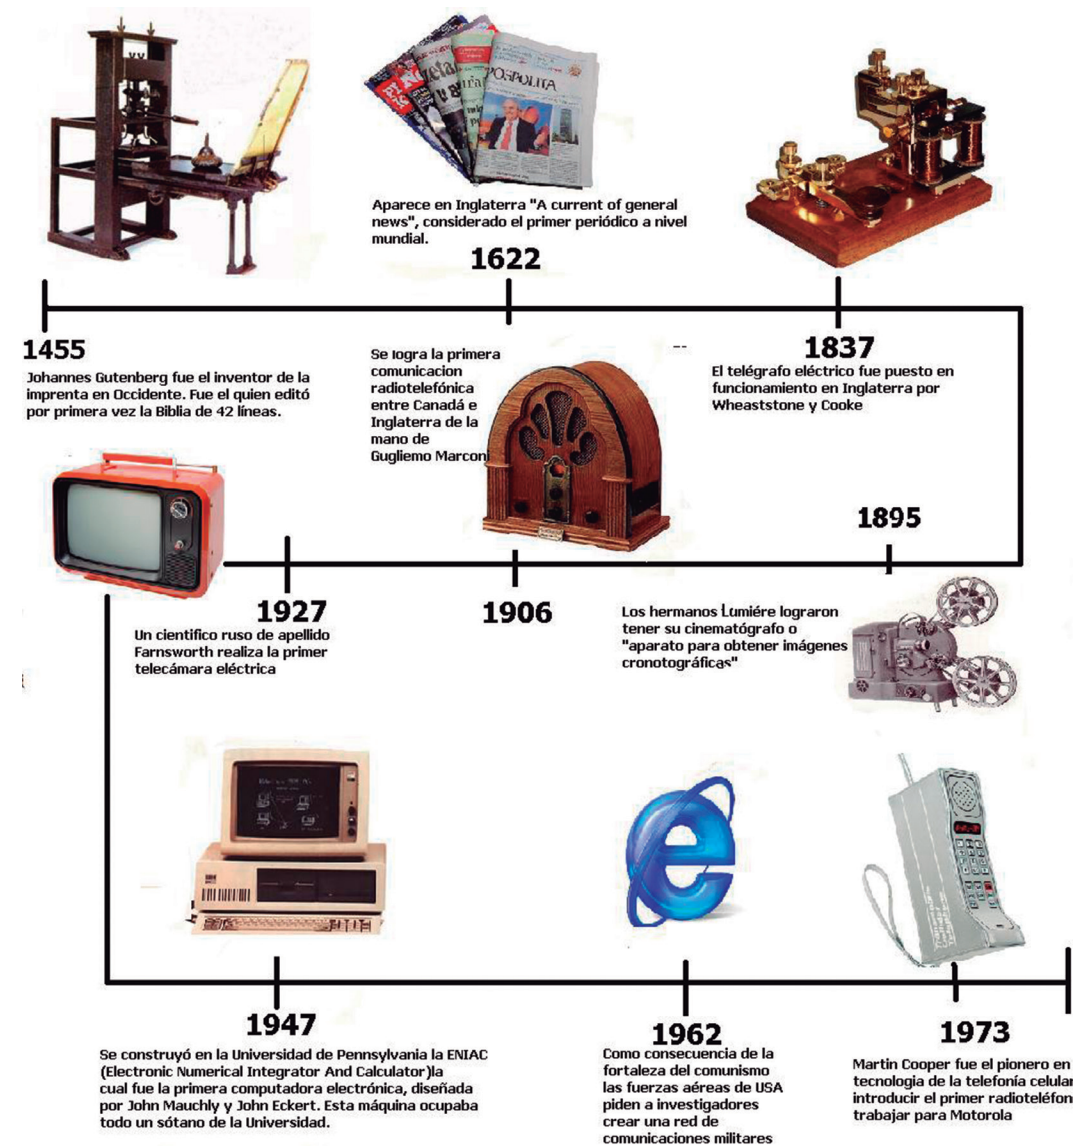 Aparece en Inglaterra "A current of general
news", considerado el primer periódico a nivel
mundial.
1622
1455
Johannes Gutenberg fue el inventor de la
imprenta en Occidente. Fue el quien editó
por primera vez la Biblia de 42 líneas.
1837
El telégrafo eléctrico fue puesto en
funcionamiento en Inglaterra por
Wheaststone y Cooke
Se logra la primera
comunicacion
radiotelefónica
entre Canadá e
Inglaterra de la
mano de
Gugliemo Marconi
1895
1927
Un cientifico ruso de apellido
Farnsworth realiza la primer
telecámara eléctrica
1906
Los hermanos Lumiére lograron
tener su cinematógrafo o
"aparato para obtener imágenes
cronotográficas"
1947
Se construyó en la Universidad de Pennsylvania la ENIAC
(Electronic Numerical Integrator And Calculator)la
cual fue la primera computadora electrónica, diseñada
por John Mauchly y John Eckert. Esta máquina ocupaba
todo un sótano de la Universidad.
1962
Como consecuencia de la
fortaleza del comunismo
las fuerzas aéreas de USA
piden a investigadores
crear una red de
comunicaciones militares
1973
Martin Cooper fue el pionero en
tecnologia de la telefonía celular
introducir el primer radioteléfon
trabajar para Motorola